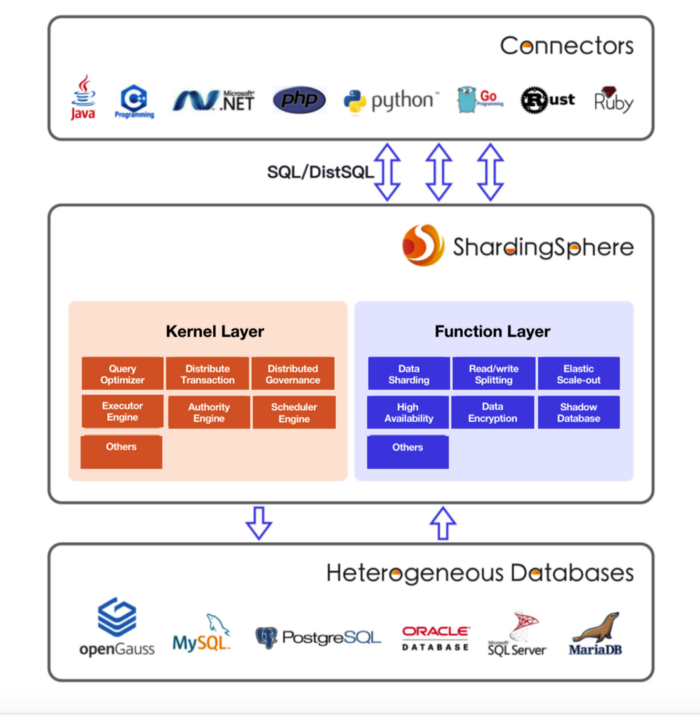 Connectors
Java
C++
Programming
Microsoft
.NET
php
python™
Go
Programming
Rust
Ruby
SQL/DistSQL
ShardingSphere
Kernel Layer
Query
Optimizer
Distribute
Transaction
Distributed
Governance
Executor
Engine
Authority
Engine
Scheduler
Engine
Others
Function Layer
Data
Sharding
Read/write
Splitting
Elastic
Scale-out
High
Availability
Data
Encryption
Shadow
Database
Others
Heterogeneous Databases
openGauss
MySQL
PostgreSQL
ORACLE
DATABASE
Microsoft
SQL Server
MariaDB